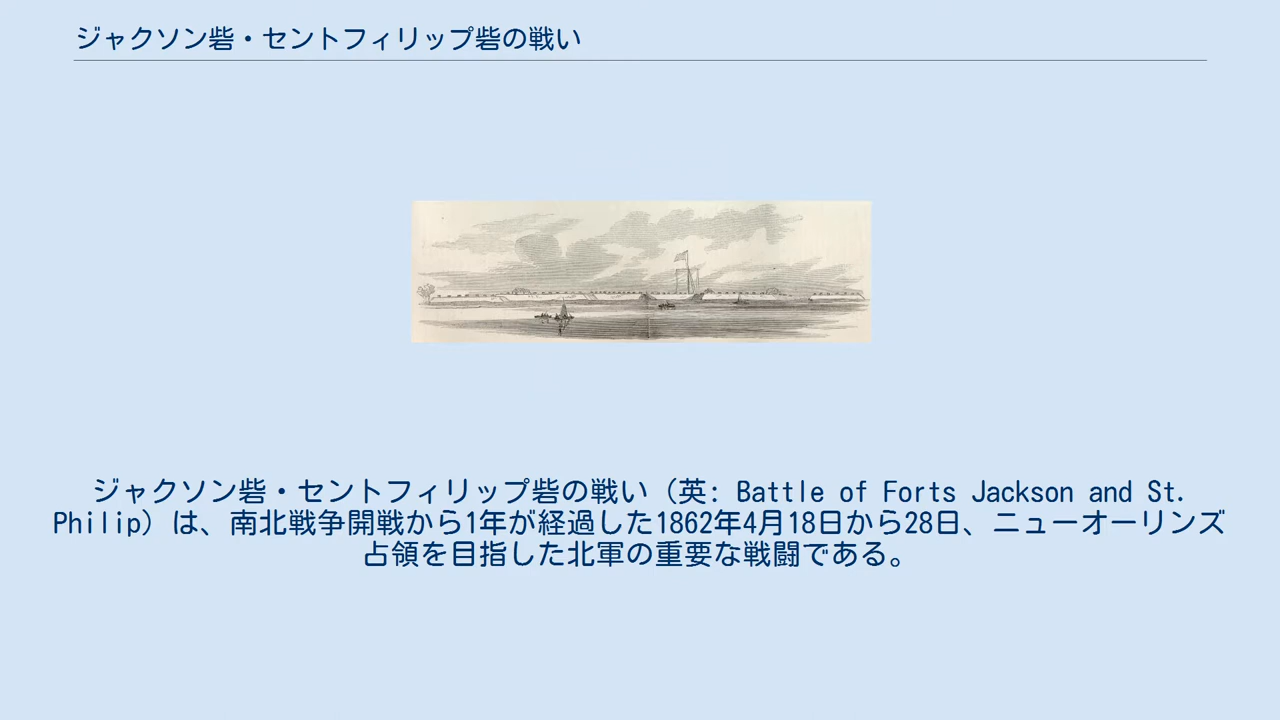 ジャクソン砦・セントフィリップ砦の戦い
ジャクソン砦・セントフィリップ砦の戦い（英: Battle of Forts Jackson and St.
Philip）は、南北戦争開戦から1年が経過した1862年4月18日から28日、ニューオーリンズ
占領を目指した北軍の重要な戦闘である。